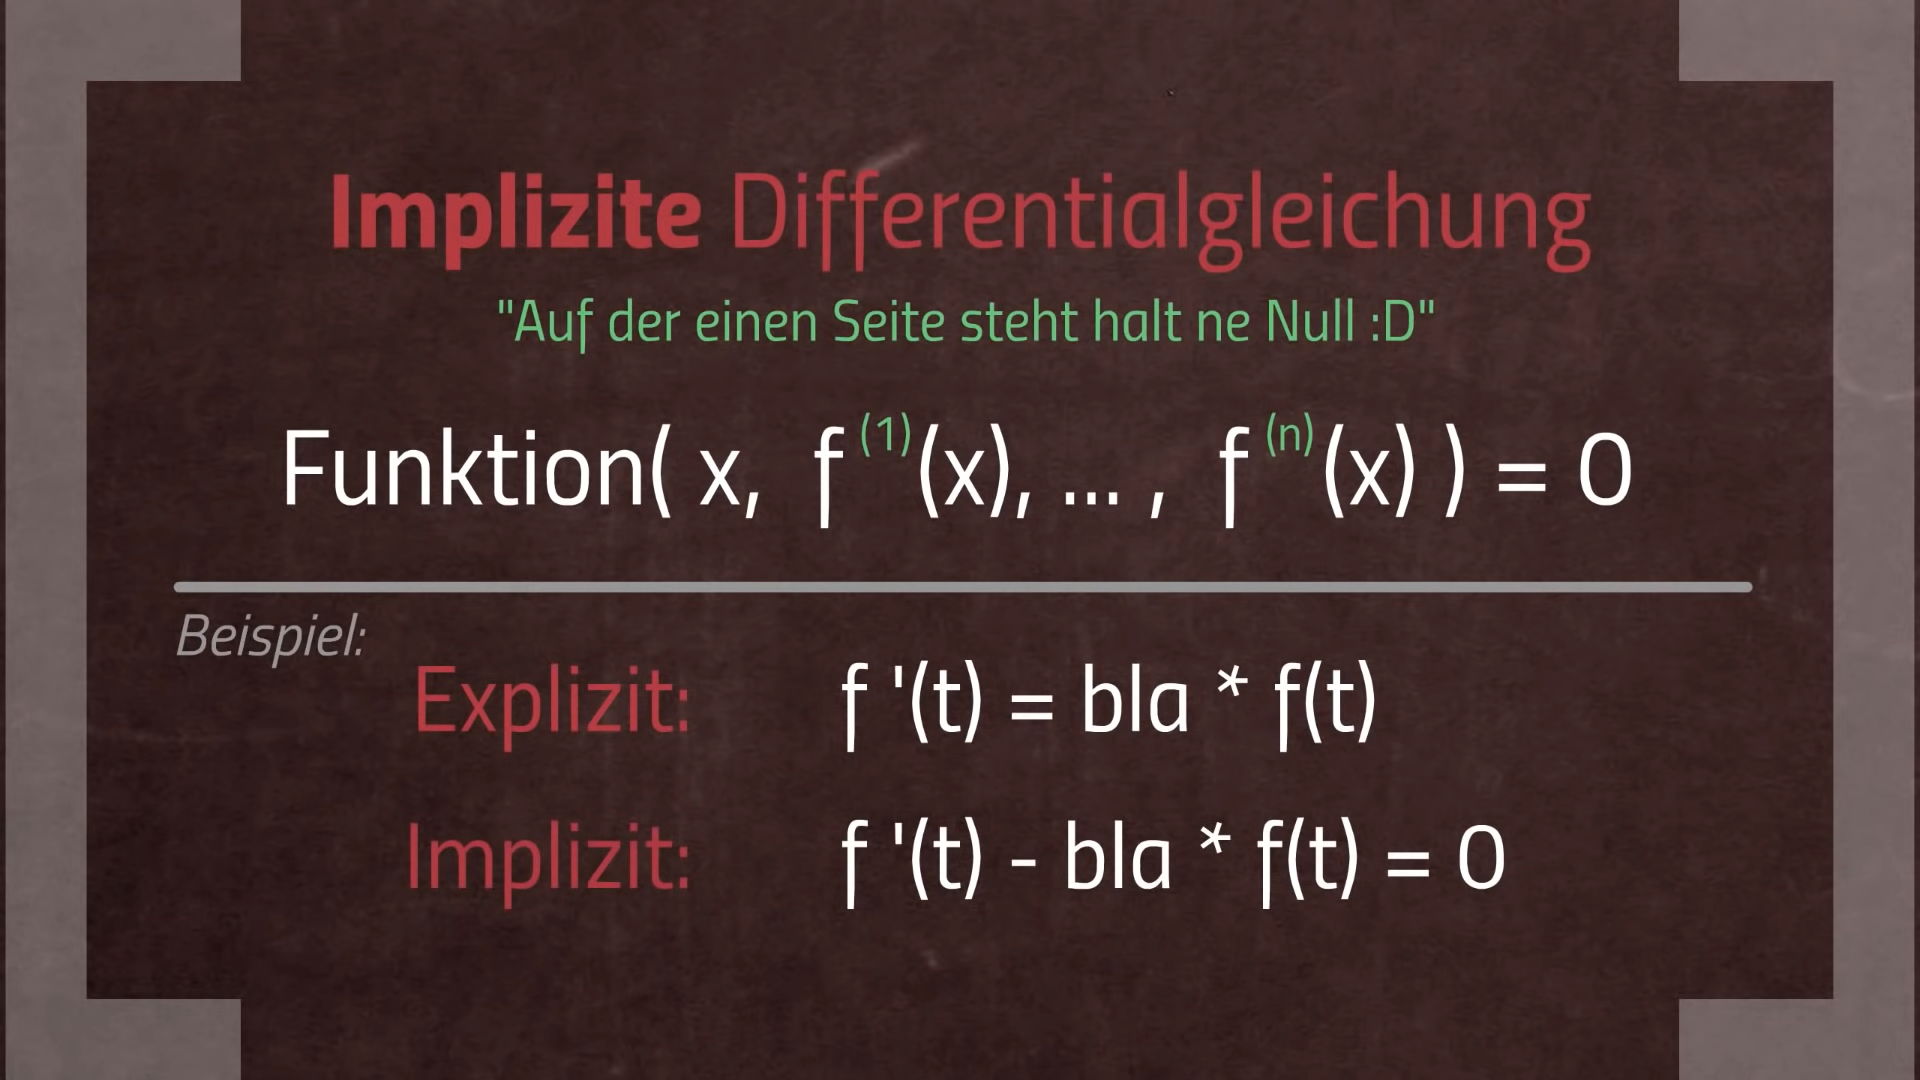 Implizite Differentialgleichung
"Auf der einen Seite steht halt ne Null :D"
Funktion( x, f (1)(x), ... , f (n)(x) ) = 0
Beispiel:
Explizit: f '(t) = bla * f(t)
Implizit: f '(t) - bla * f(t) = 0